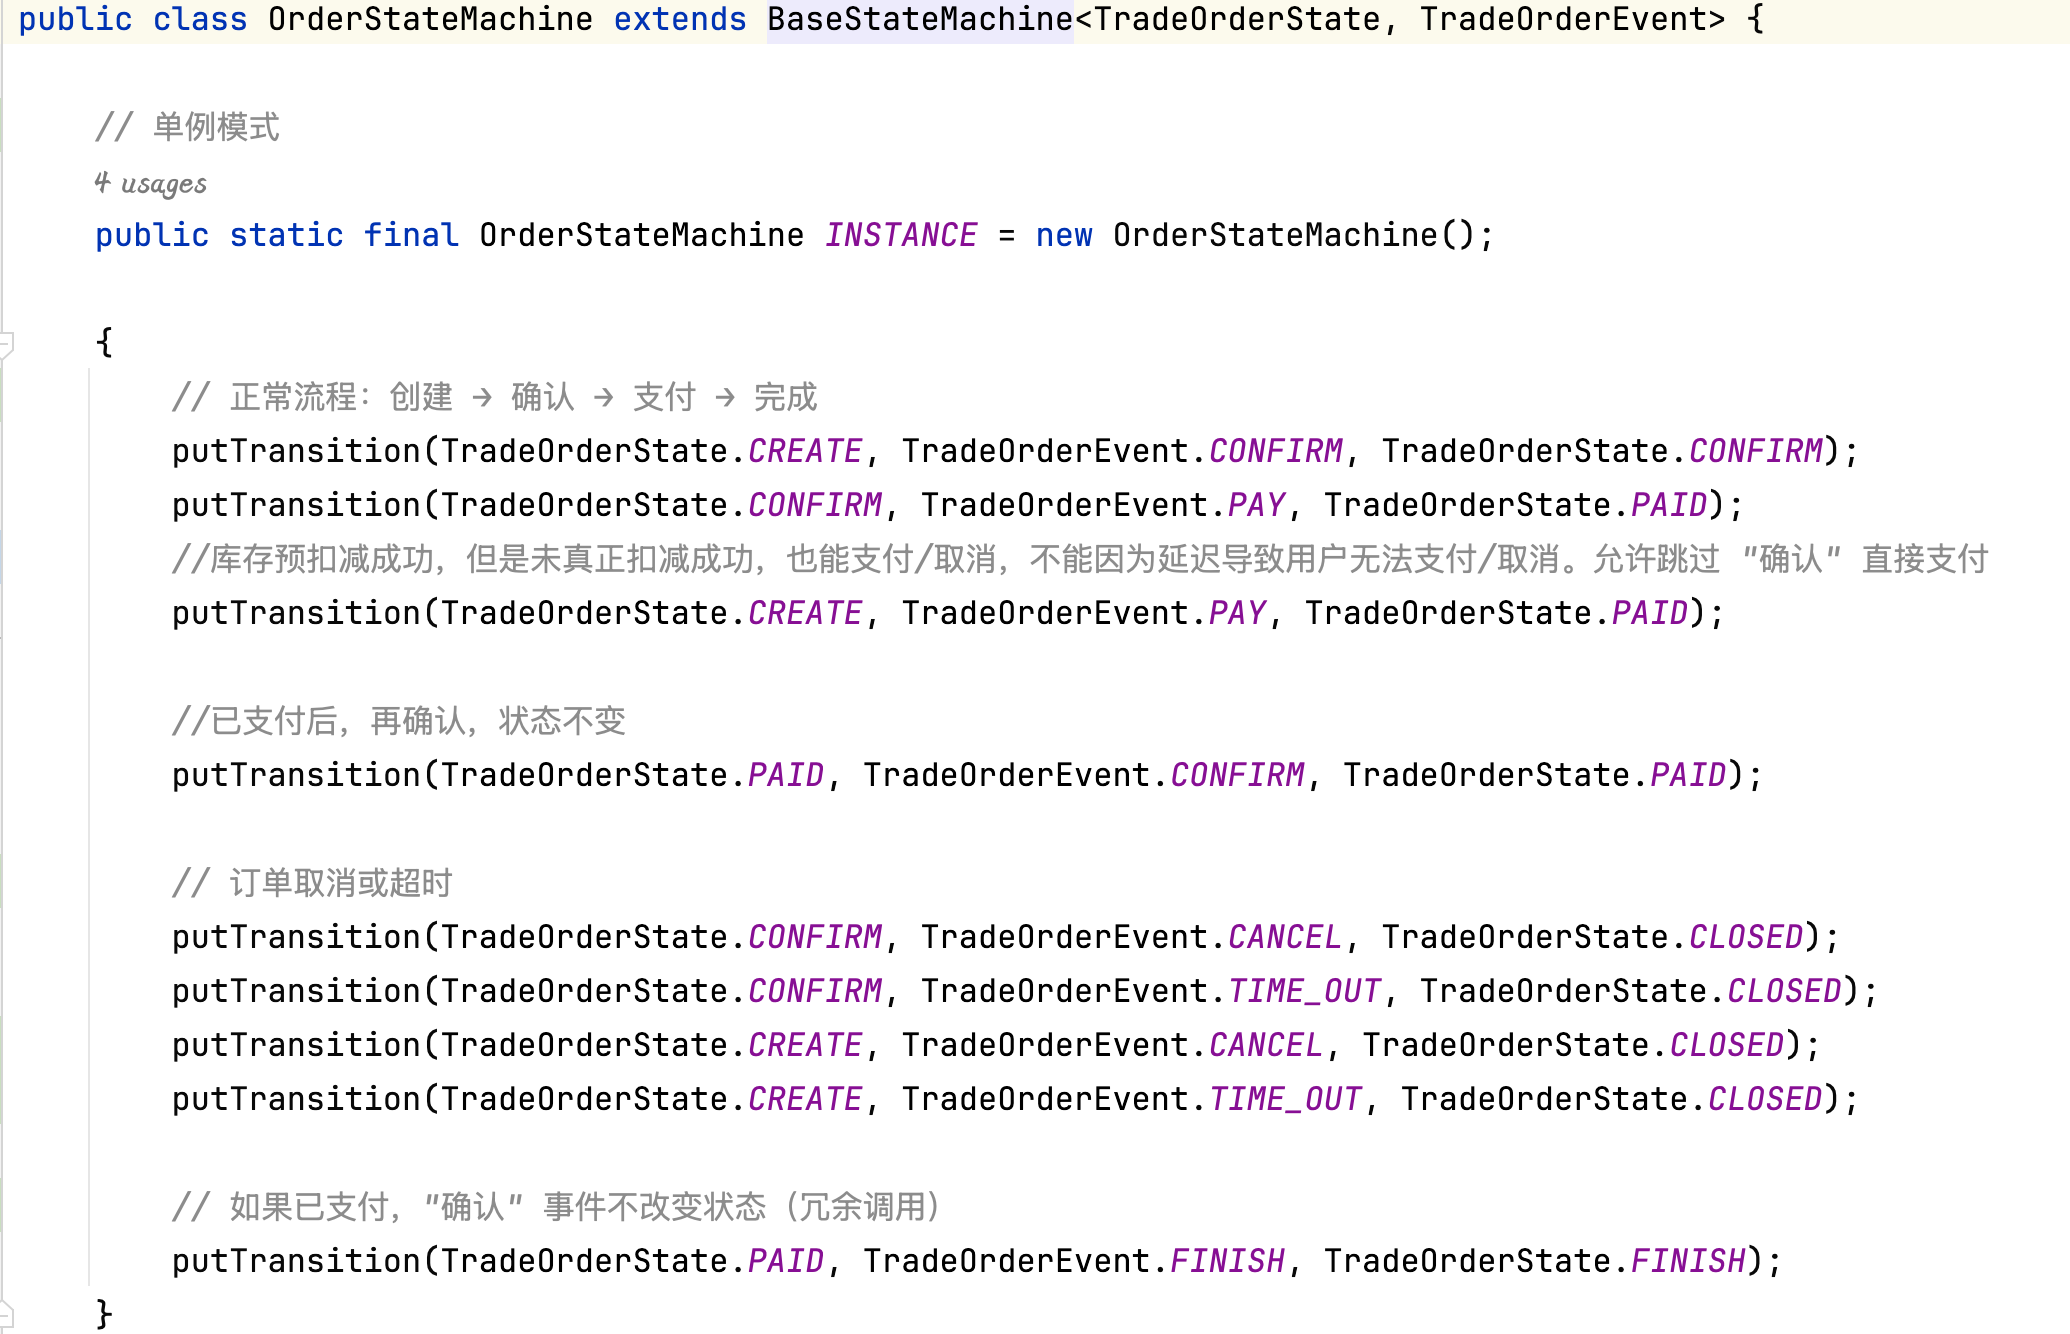 public class OrderStateMachine extends BaseStateMachine<TradeOrderState, TradeOrderEvent> {
// 单例模式
4 usages
public static final OrderStateMachine INSTANCE = new OrderStateMachine();
{
// 正常流程：创建 → 确认 → 支付 → 完成
putTransition(TradeOrderState.CREATE, TradeOrderEvent.CONFIRM, TradeOrderState.CONFIRM);
putTransition(TradeOrderState.CONFIRM, TradeOrderEvent.PAY, TradeOrderState.PAID);
//库存预扣减成功，但是未真正扣减成功，也能支付/取消，不能因为延迟导致用户无法支付/取消。允许跳过 "确认" 直接支付
putTransition(TradeOrderState.CREATE, TradeOrderEvent.PAY, TradeOrderState.PAID);
//已支付后，再确认，状态不变
putTransition(TradeOrderState.PAID, TradeOrderEvent.CONFIRM, TradeOrderState.PAID);
// 订单取消或超时
putTransition(TradeOrderState.CONFIRM, TradeOrderEvent.CANCEL, TradeOrderState.CLOSED);
putTransition(TradeOrderState.CONFIRM, TradeOrderEvent.TIME_OUT, TradeOrderState.CLOSED);
putTransition(TradeOrderState.CREATE, TradeOrderEvent.CANCEL, TradeOrderState.CLOSED);
putTransition(TradeOrderState.CREATE, TradeOrderEvent.TIME_OUT, TradeOrderState.CLOSED);
// 如果已支付，"确认" 事件不改变状态（冗余调用）
putTransition(TradeOrderState.PAID, TradeOrderEvent.FINISH, TradeOrderState.FINISH);
}